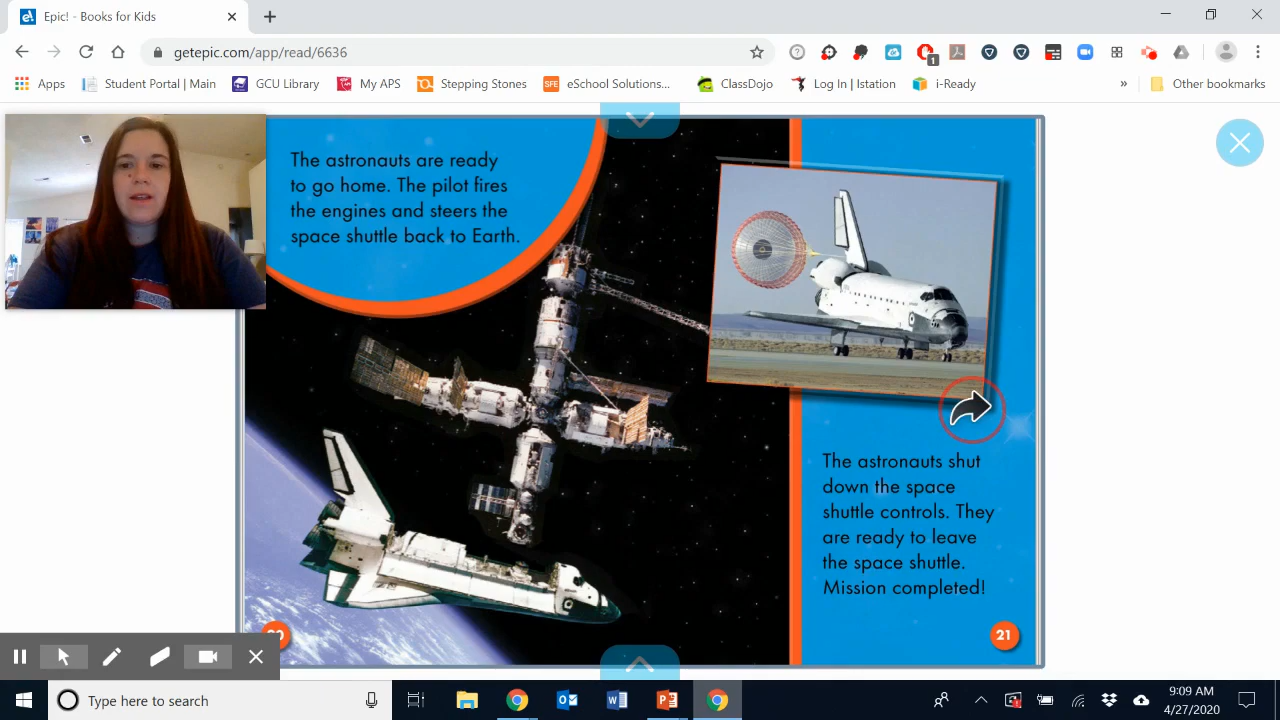 Epic! - Books for Kids
getepic.com/app/read/6636
1
Apps
Student Portal | Main
GCU Library
My APS
Stepping Stones
SFE
eSchool Solutions...
ClassDojo
Log In | Istation
i-Ready
»
Other bookmarks
The astronauts are ready
to go home. The pilot fires
the engines and steers the
space shuttle back to Earth.
The astronauts shut
down the space
shuttle controls. They
are ready to leave
the space shuttle.
Mission completed!
21
Type here to search
9:09 AM
4/27/2020